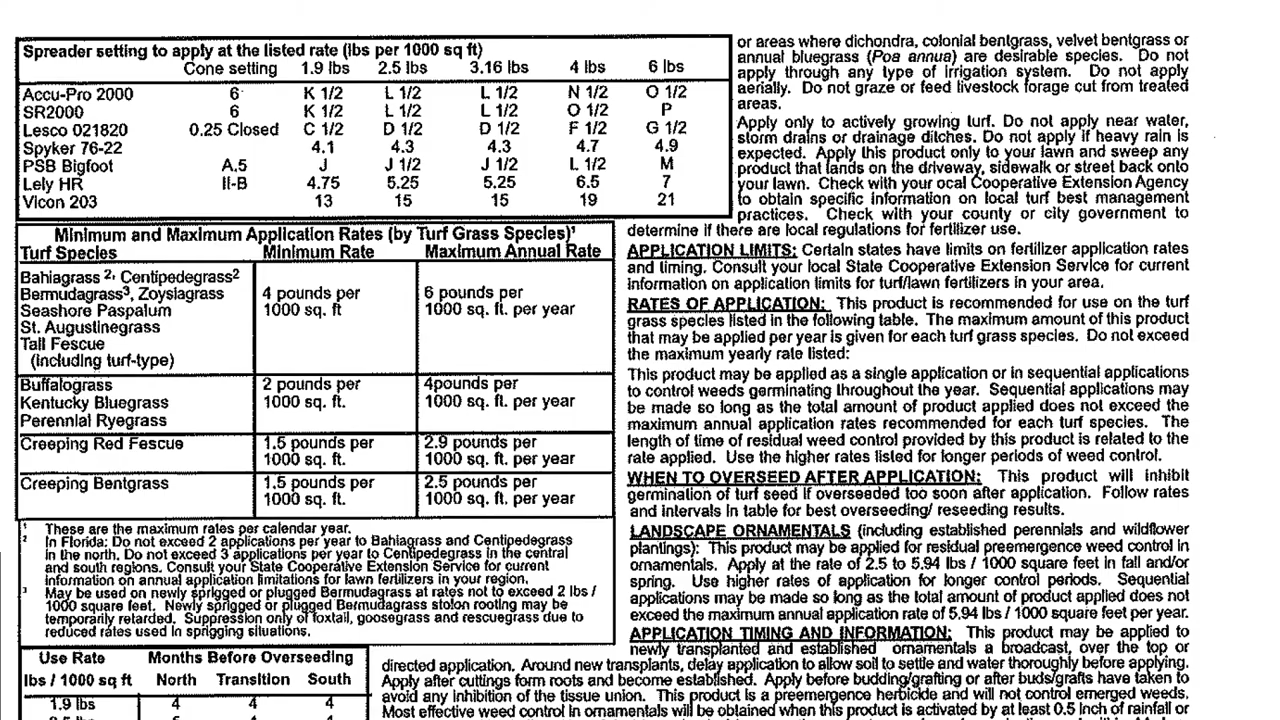 Spreader setting to apply at the listed rate (lbs per 1000 sq ft)
Cone setting 1.9 lbs 2.5 lbs 3.16 lbs 4 lbs 6 lbs
Accu-Pro 2000 6 K 1/2 L 1/2 L 1/2 N 1/2 O 1/2
SR2000 6 K 1/2 L 1/2 L 1/2 O 1/2 P
Lesco 021820 0.25 Closed C 1/2 D 1/2 D 1/2 F 1/2 G 1/2
Spyker 76-22 4.1 4.3 4.3 4.7 4.9
PSB Bigfoot A.5 J J 1/2 J 1/2 L 1/2 M
Lely HR II-B 4.75 5.25 5.25 6.5 7
Vicon 203 13 15 15 19 21
Minimum and Maximum Application Rates (by Turf Grass Species)¹
Turf Species Minimum Rate Maximum Annual Rate
Bahiagrass ², Centipedegrass²
Bermudagrass³, Zoysiagrass 4 pounds per 6 pounds per
Seashore Paspalum 1000 sq. ft 1000 sq. ft. per year
St. Augustinegrass
Tall Fescue
(including turf-type)
Buffalograss 2 pounds per 4pounds per
Kentucky Bluegrass 1000 sq. ft. 1000 sq. ft. per year
Perennial Ryegrass
Creeping Red Fescue 1.5 pounds per 2.9 pounds per
1000 sq. ft. 1000 sq. ft. per year
Creeping Bentgrass 1.5 pounds per 2.5 pounds per
1000 sq. ft. 1000 sq. ft. per year
¹ These are the maximum rates per calendar year.
² In Florida: Do not exceed 2 applications per year to Bahiagrass and Centipedegrass
in the north. Do not exceed 3 applications per year to Centipedegrass in the central
and south regions. Consult your State Cooperative Extension Service for current
information on annual application limitations for lawn fertilizers in your region.
³ May be used on newly sprigged or plugged Bermudagrass at rates not to exceed 2 lbs /
1000 square feet. Newly sprigged or plugged Bermudagrass stolon rooting may be
temporarily retarded. Suppression only of foxtail, goosegrass and rescuegrass due to
reduced rates used in sprigging situations.
Use Rate Months Before Overseeding
lbs / 1000 sq ft North Transition South
1.9 lbs 4 4 4
or areas where dichondra, colonial bentgrass, velvet bentgrass or
annual bluegrass (Poa annua) are desirable species. Do not
apply through any type of irrigation system. Do not apply
aerially. Do not graze or feed livestock forage cut from treated
areas.
Apply only to actively growing turf. Do not apply near water,
storm drains or drainage ditches. Do not apply if heavy rain is
expected. Apply this product only to your lawn and sweep any
product that lands on the driveway, sidewalk or street back onto
your lawn. Check with your ocal Cooperative Extension Agency
to obtain specific information on local turf best management
practices. Check with your county or city government to
determine if there are local regulations for fertilizer use.
APPLICATION LIMITS: Certain states have limits on fertilizer application rates
and timing. Consult your local State Cooperative Extension Service for current
information on application limits for turf/lawn fertilizers in your area.
RATES OF APPLICATION: This product is recommended for use on the turf
grass species listed in the following table. The maximum amount of this product
that may be applied per year is given for each turf grass species. Do not exceed
the maximum yearly rate listed:
This product may be applied as a single application or in sequential applications
to control weeds germinating throughout the year. Sequential applications may
be made so long as the total amount of product applied does not exceed the
maximum annual application rates recommended for each turf species. The
length of time of residual weed control provided by this product is related to the
rate applied. Use the higher rates listed for longer periods of weed control.
WHEN TO OVERSEED AFTER APPLICATION: This product will inhibit
germination of turf seed if overseeded too soon after application. Follow rates
and intervals in table for best overseeding/ reseeding results.
LANDSCAPE ORNAMENTALS (including established perennials and wildflower
plantings): This product may be applied for residual preemergence weed control in
ornamentals. Apply at the rate of 2.5 to 5.94 lbs / 1000 square feet in fall and/or
spring. Use higher rates of application for longer control periods. Sequential
applications may be made so long as the total amount of product applied does not
exceed the maximum annual application rate of 5.94 lbs / 1000 square feet per year.
APPLICATION TIMING AND INFORMATION: This product may be applied to
newly transplanted and established ornamentals a broadcast, over the top or
directed application. Around new transplants, delay application to allow soil to settle and water thoroughly before applying.
Apply after cuttings form roots and become established. Apply before budding/grafting or after buds/grafts have taken to
avoid any inhibition of the tissue union. This product is a preemergence herbicide and will not control emerged weeds.
Most effective weed control in ornamentals will be obtained when this product is activated by at least 0.5 inch of rainfall or